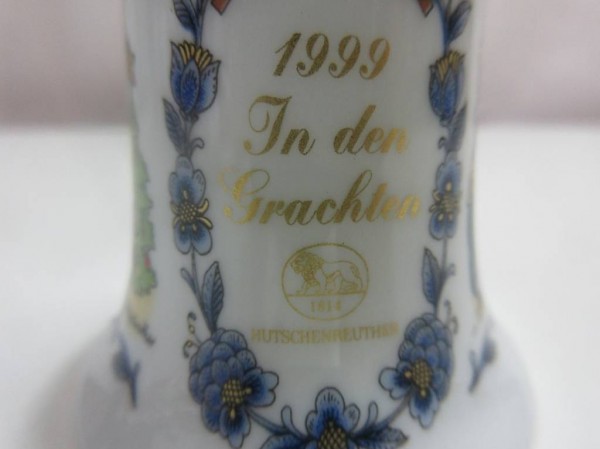 1999
In den
Grachten
1814
HUTSCHENREUTHER